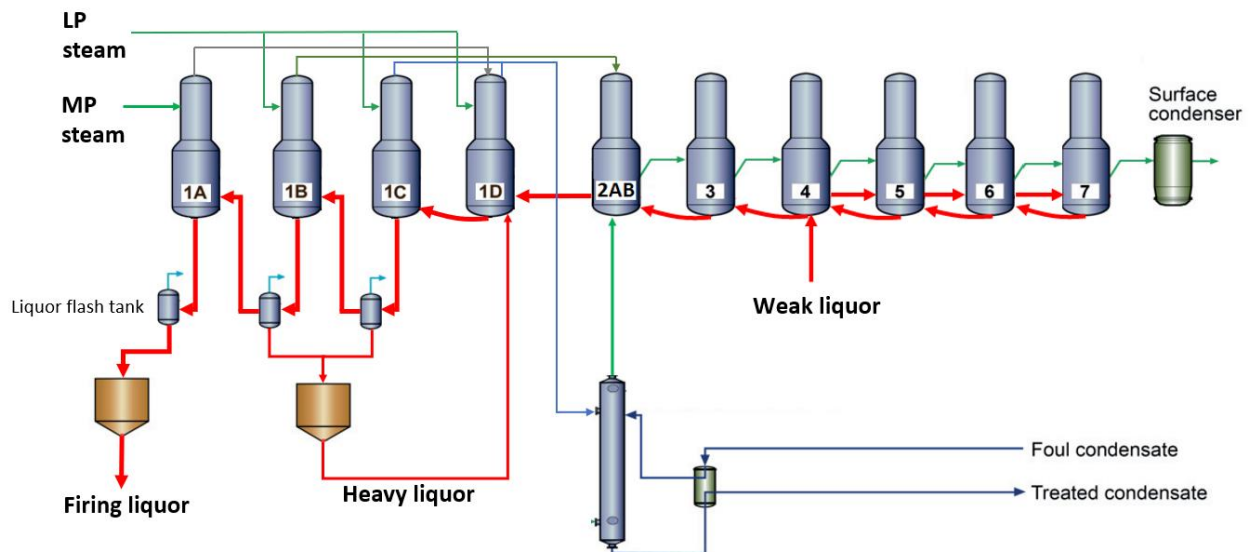 LP
steam
MP
steam
1A
1B
1C
1D
2AB
3
4
5
6
7
Surface
condenser
Liquor flash tank
Weak liquor
Firing liquor
Heavy liquor
Foul condensate
Treated condensate